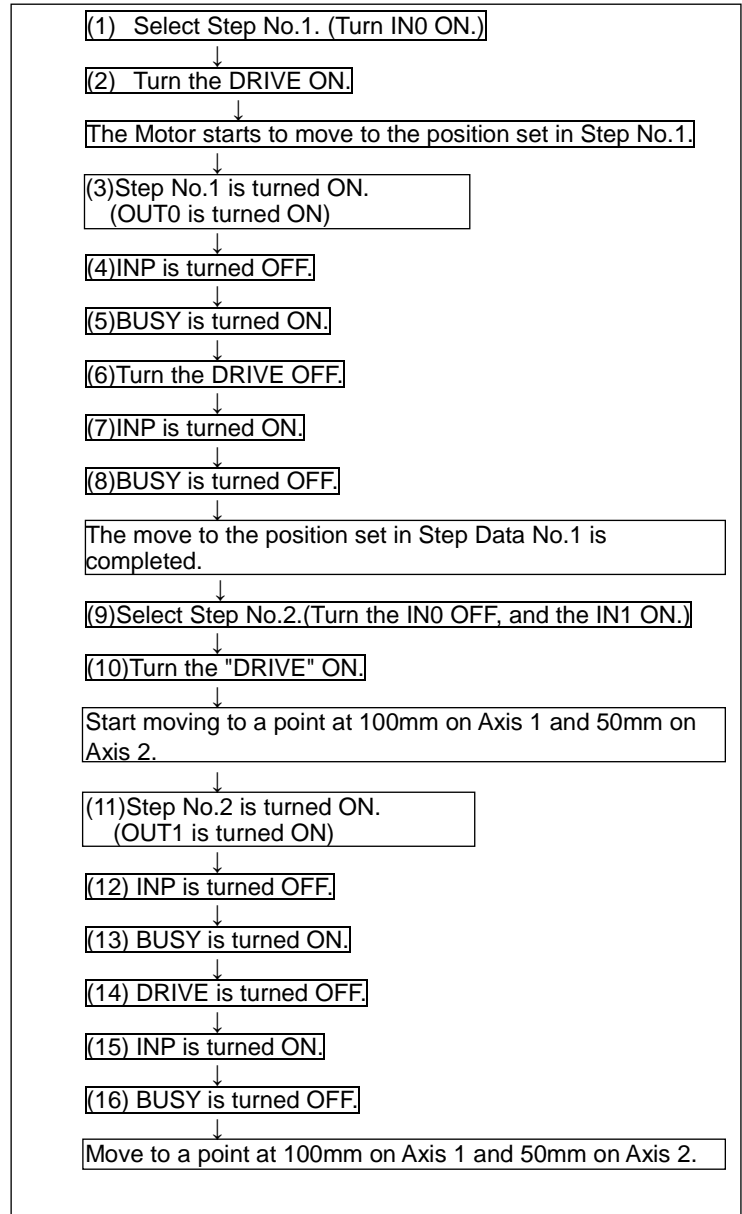 (1) Select Step No.1. (Turn IN0 ON.)
↓
(2) Turn the DRIVE ON.
↓
The Motor starts to move to the position set in Step No.1.
↓
(3)Step No.1 is turned ON.
(OUT0 is turned ON)
↓
(4)INP is turned OFF.
↓
(5)BUSY is turned ON.
↓
(6)Turn the DRIVE OFF.
↓
(7)INP is turned ON.
↓
(8)BUSY is turned OFF.
↓
The move to the position set in Step Data No.1 is
completed.
↓
(9)Select Step No.2.(Turn the IN0 OFF, and the IN1 ON.)
↓
(10)Turn the "DRIVE" ON.
↓
Start moving to a point at 100mm on Axis 1 and 50mm on
Axis 2.
↓
(11)Step No.2 is turned ON.
(OUT1 is turned ON)
↓
(12) INP is turned OFF.
↓
(13) BUSY is turned ON.
↓
(14) DRIVE is turned OFF.
↓
(15) INP is turned ON.
↓
(16) BUSY is turned OFF.
↓
Move to a point at 100mm on Axis 1 and 50mm on Axis 2.